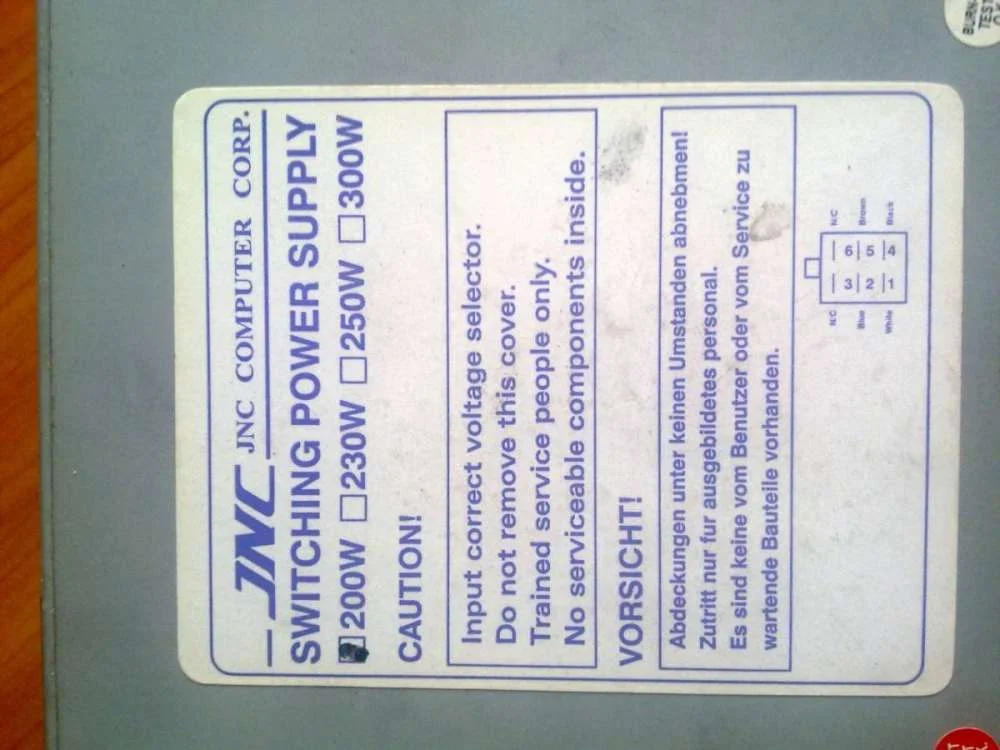 JNC JNC COMPUTER CORP.
SWITCHING POWER SUPPLY
200W □230W □250W □300W
CAUTION!
Input correct voltage selector.
Do not remove this cover.
Trained service people only.
No serviceable components inside.
VORSICHT!
Abdeckungen unter keinen Umstanden abnebmen!
Zutritt nur fur ausgebildetes personal.
Es sind keine vom Benutzer oder vom Service zu
wartende Bauteile vorhanden.
N.C 3 6 N.C
Blue 2 5 Brown
White 1 4 Black
BURN-
TEST